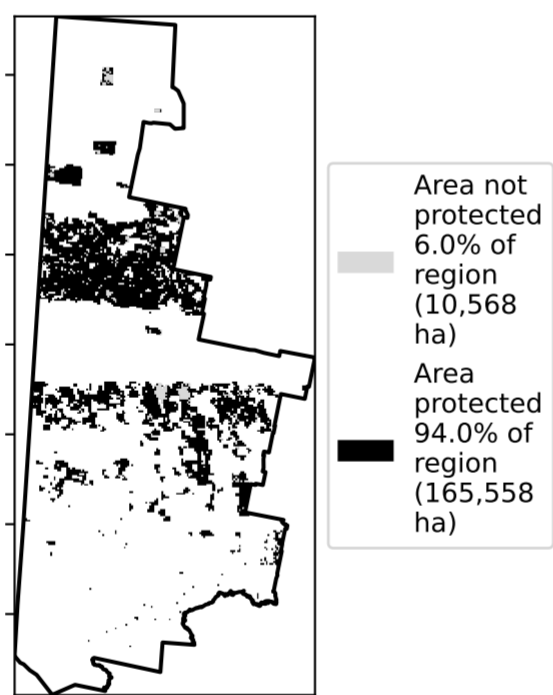 Area not
protected
6.0% of
region
(10,568
ha)
Area
protected
94.0% of
region
(165,558
ha)